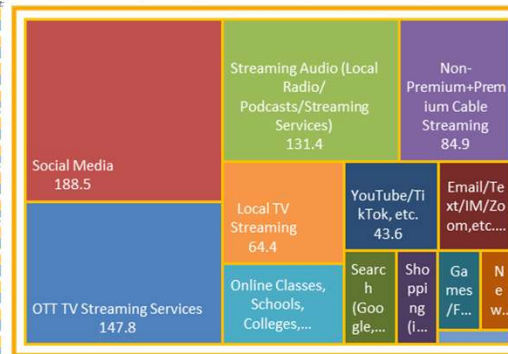 Social Media
188.5
OTT TV Streaming Services
147.8
Streaming Audio (Local
Radio/
Podcasts/Streaming
Services)
131.4
Non-
Premium+Prem
ium Cable
Streaming
84.9
Local TV
Streaming
64.4
Online Classes,
Schools,
Colleges,...
YouTube/Ti
kTok, etc.
43.6
Email/Te
xt/IM/Zo
om,etc....
Searc
h
(Goo
gle,...
Sho
ppi
ng
(i...
Ga
mes
/F...
N
e
w...